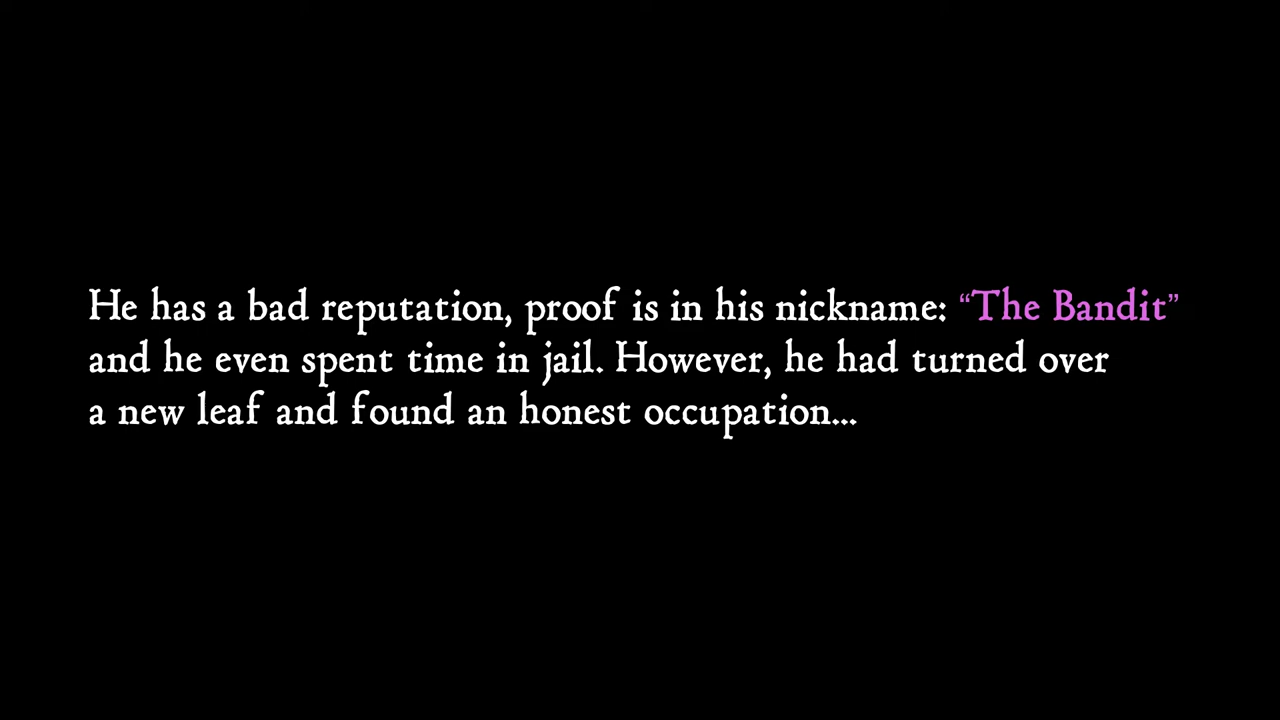 He has a bad reputation, proof is in his nickname: “The Bandit”
and he even spent time in jail. However, he had turned over
a new leaf and found an honest occupation...